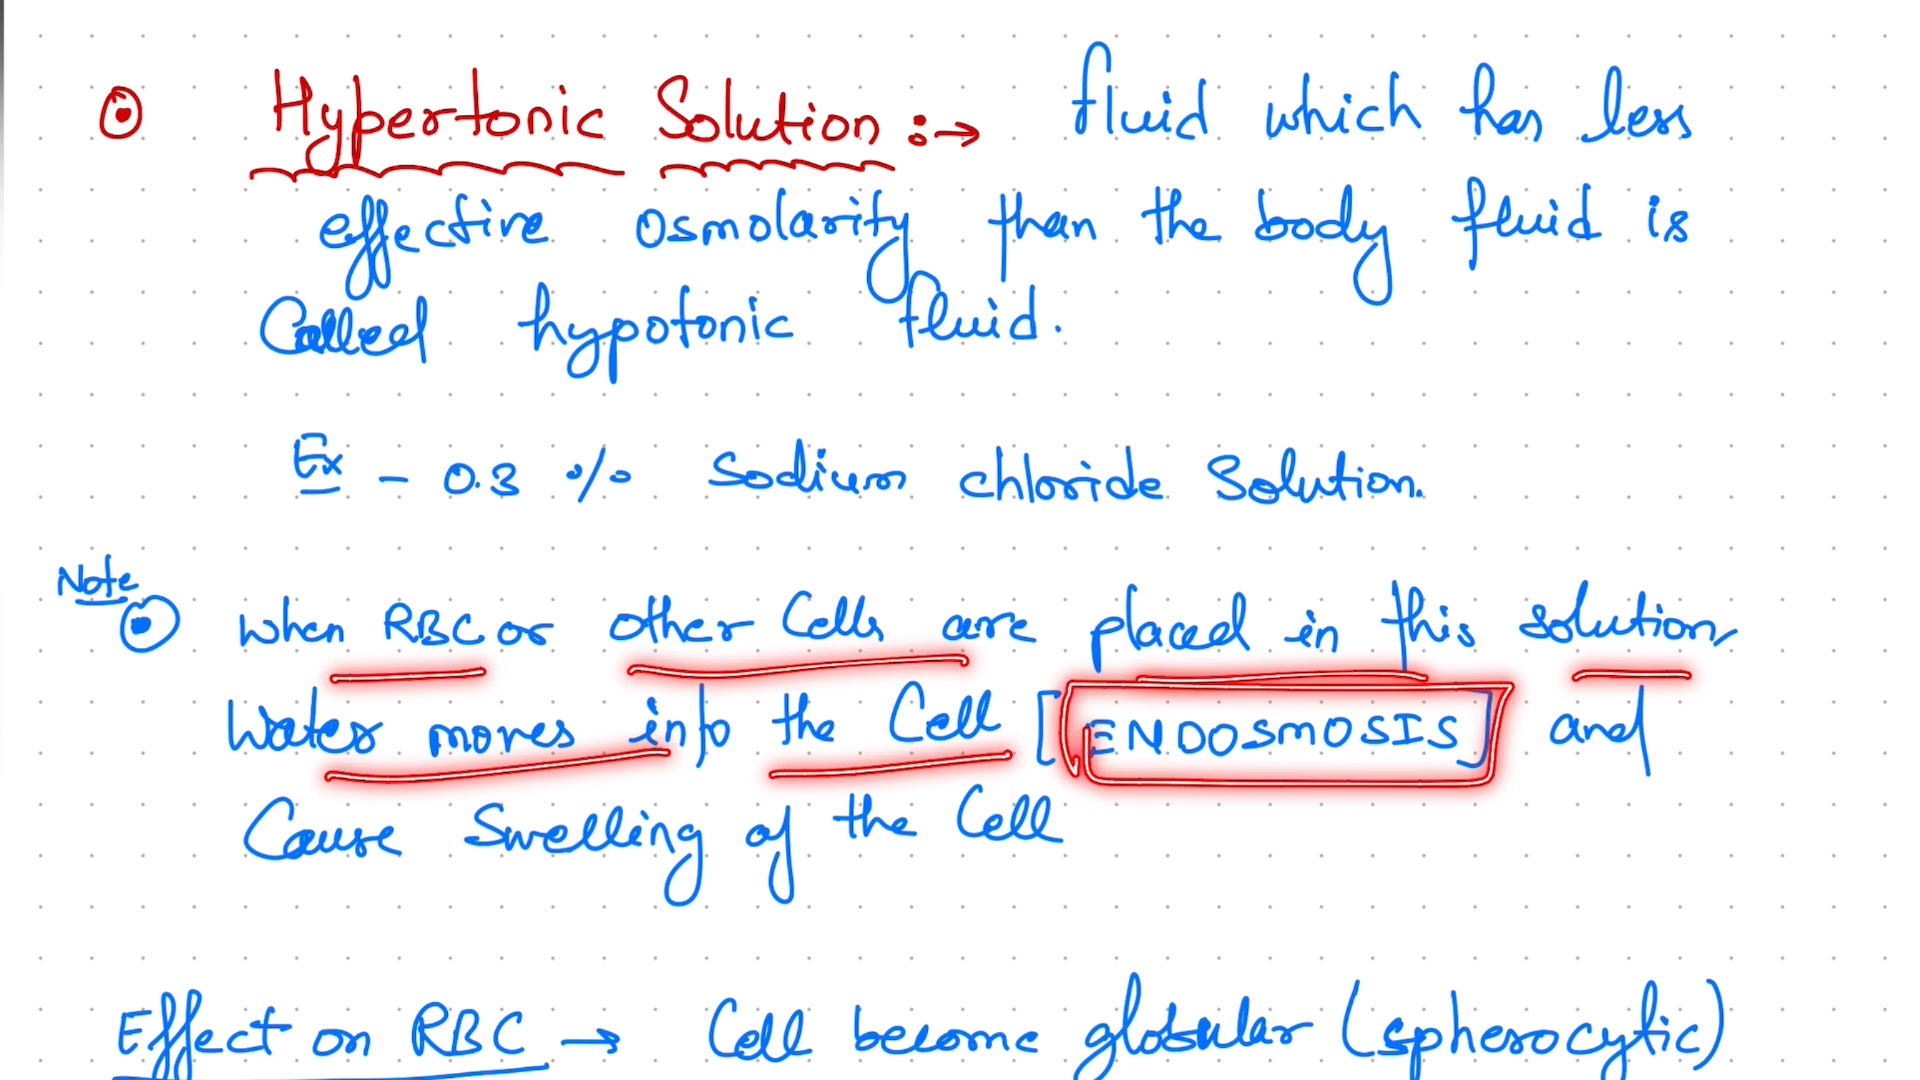 Hypertonic Solution :→ fluid which has less
effective osmolarity than the body fluid is
Called hypotonic fluid.
Ex - 0.3 % Sodium chloride Solution.
Note
When RBC or other Cells are placed in this solution,
Water moves into the Cell [ENDOSMOSIS] and
Cause Swelling of the Cell
Effect on RBC → Cell become globular (spherocytic)